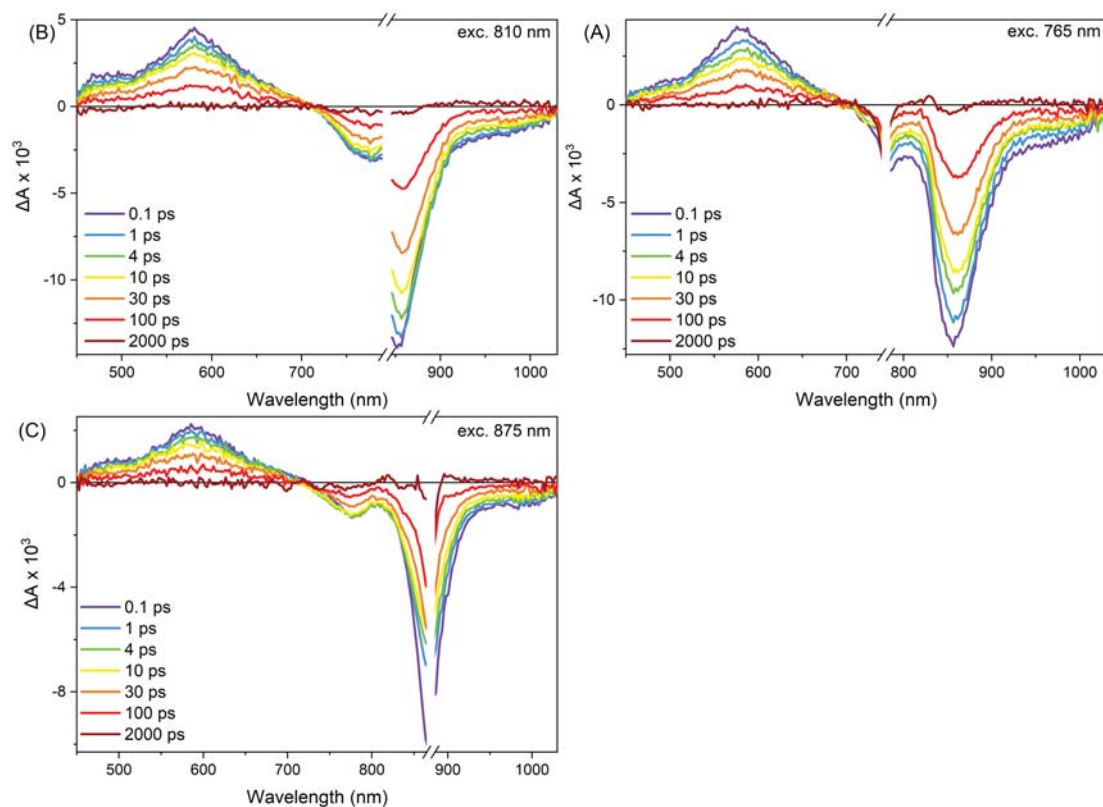 (B)
exc. 810 nm
5
0
-5
-10
ΔA x 10³
0.1 ps
1 ps
4 ps
10 ps
30 ps
100 ps
2000 ps
500 600 700 900 1000
Wavelength (nm)
(A)
exc. 765 nm
0
-5
-10
ΔA x 10³
0.1 ps
1 ps
4 ps
10 ps
30 ps
100 ps
2000 ps
500 600 700 800 900 1000
Wavelength (nm)
(C)
exc. 875 nm
0
-4
-8
ΔA x 10³
0.1 ps
1 ps
4 ps
10 ps
30 ps
100 ps
2000 ps
500 600 700 800 900 1000
Wavelength (nm)